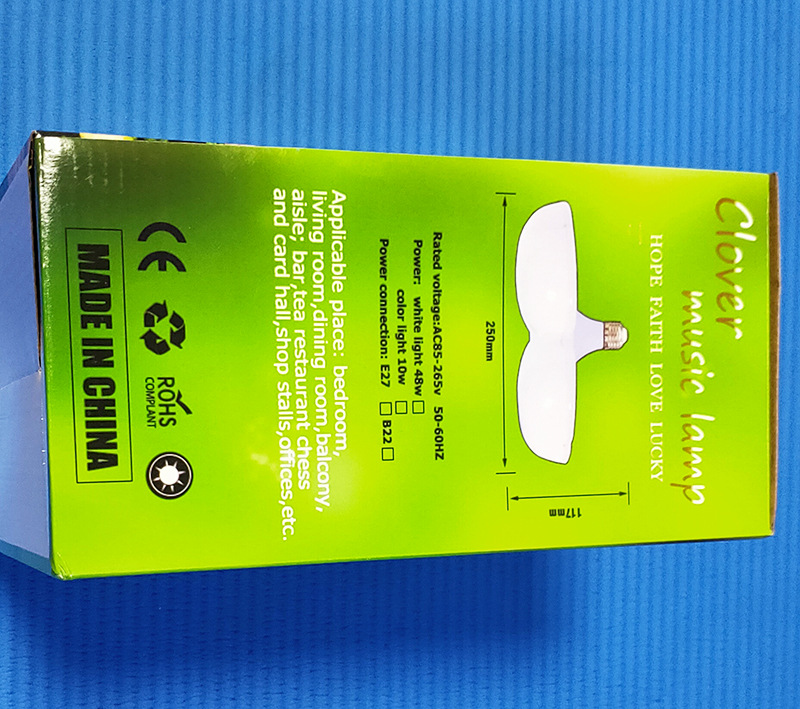 Clover
music lamp
HOPE FAITH LOVE LUCKY
250mm
117mm
Rated voltage:AC85-265v 50-60HZ
Power: white light 48w
color light 10w
Power connection: E27 B22
Applicable place: bedroom,
living room,dining room,balcony,
aisle; bar,tea restaurant chess
and card hall,shop stalls,offices,etc.
CE
ROHS
COMPLANT
MADE IN CHINA